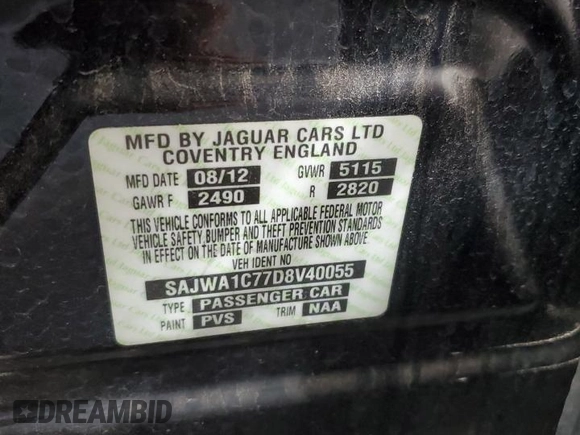 MFD BY JAGUAR CARS LTD
COVENTRY ENGLAND
MFD DATE 08/12 GVWR 5115
GAWR F 2490 R 2820
THIS VEHICLE CONFORMS TO ALL APPLICABLE FEDERAL MOTOR
VEHICLE SAFETY, BUMPER AND THEFT PREVENTION STANDARDS
IN EFFECT ON THE DATE OF MANUFACTURE SHOWN ABOVE.
VEH IDENT NO
SAJWA1C77D8V40055
TYPE PASSENGER CAR
PAINT PVS TRIM NAA
DREAMBID